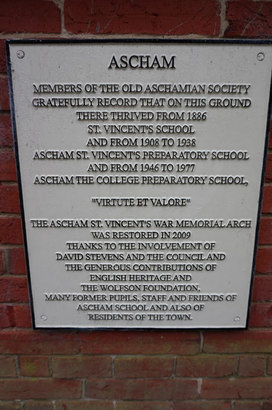 ASCHAM
MEMBERS OF THE OLD ASCHAMIAN SOCIETY
GRATEFULLY RECORD THAT ON THIS GROUND
THERE THRIVED FROM 1886
ST. VINCENT'S SCHOOL
AND FROM 1908 TO 1938
ASCHAM ST. VINCENT'S PREPARATORY SCHOOL
AND FROM 1946 TO 1977
ASCHAM THE COLLEGE PREPARATORY SCHOOL,
"VIRTUTE ET VALORE"
THE ASCHAM ST. VINCENT'S WAR MEMORIAL ARCH
WAS RESTORED IN 2009
THANKS TO THE INVOLVEMENT OF
DAVID STEVENS AND THE COUNCIL AND
THE GENEROUS CONTRIBUTIONS OF
ENGLISH HERITAGE AND
THE WOLFSON FOUNDATION,
MANY FORMER PUPILS, STAFF AND FRIENDS OF
ASCHAM SCHOOL AND ALSO OF
RESIDENTS OF THE TOWN.